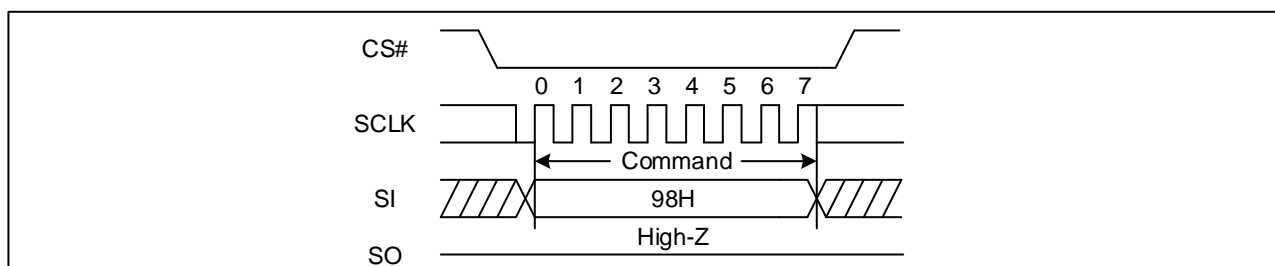 CS#
0 1 2 3 4 5 6 7
SCLK
Command
SI
98H
High-Z
SO